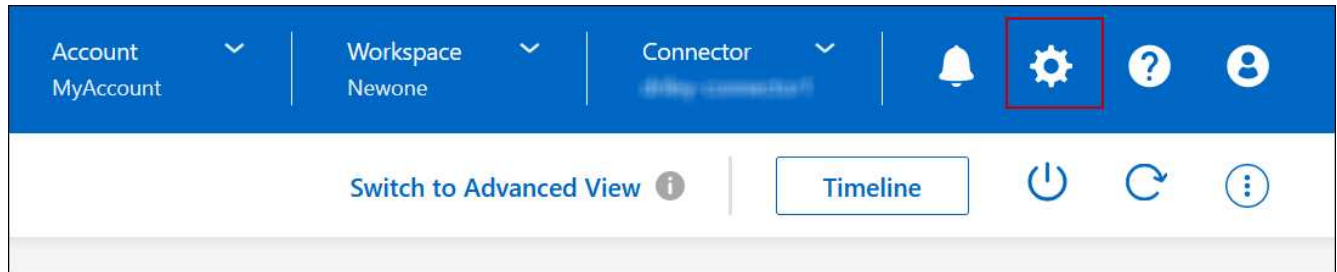 Account
MyAccount
Workspace
Newone
Connector
Switch to Advanced View
Timeline